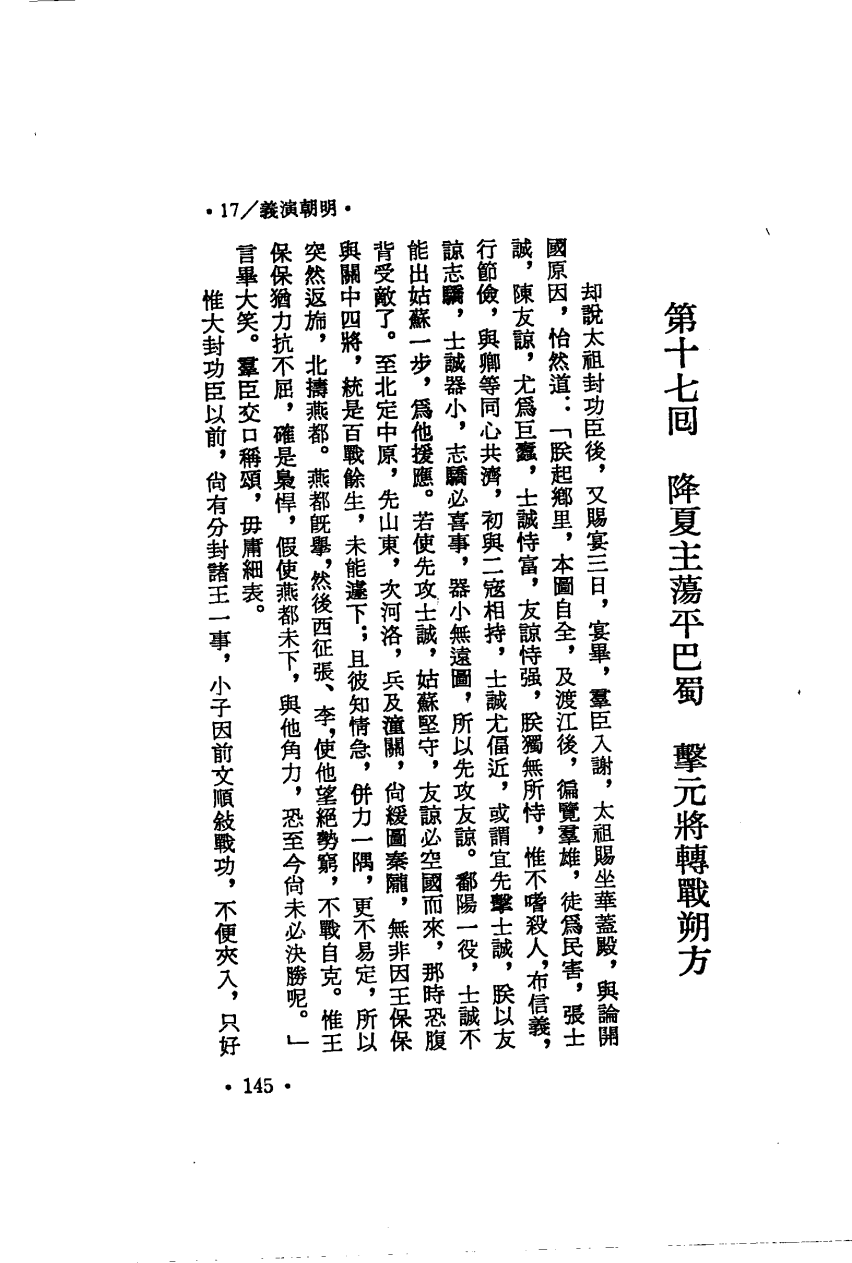 第十七回　降夏主蕩平巴蜀　擊元將轉戰朔方
却說太祖封功臣後，又賜宴三日，宴畢，羣臣入謝，太祖賜坐華蓋殿，與論開
國原因，怡然道：「朕起鄉里，本圖自全，及渡江後，徧覽羣雄，徒爲民害，張士
誠，陳友諒，尤爲巨蠹，士誠恃富，友諒恃强，朕獨無所恃，惟不嗜殺人，布信義，
行節儉，與卿等同心共濟，初與二寇相持，士誠尤偪近，或謂宜先擊士誠，朕以友
諒志驕，士誠器小，志驕必喜事，器小無遠圖，所以先攻友諒。鄱陽一役，士誠不
能出姑蘇一步，爲他援應。若使先攻士誠，姑蘇堅守，友諒必空國而來，那時恐腹
背受敵了。至北定中原，先山東，次河洛，兵及潼關，尙緩圖秦隴，無非因王保保
與關中四將，統是百戰餘生，未能遽下；且彼知情急，併力一隅，更不易定，所以
突然返旆，北擣燕都。燕都旣舉，然後西征張、李，使他望絕勢窮，不戰自克。惟王
保保猶力抗不屈，確是梟悍，假使燕都未下，與他角力，恐至今尙未必決勝呢。」
言畢大笑。羣臣交口稱頌，毋庸細表。
惟大封功臣以前，尙有分封諸王一事，小子因前文順敍戰功，不便夾入，只好
•17／義演朝明•
•145•